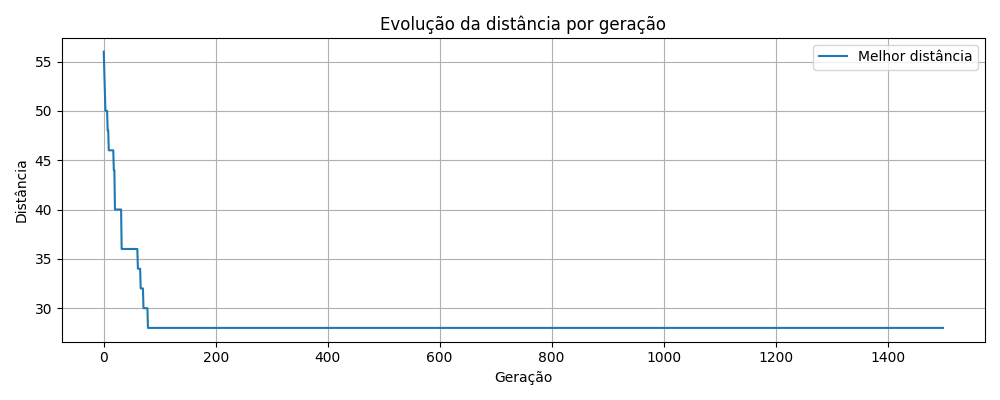 Evolução da distância por geração
Melhor distância
Distância
55
50
45
40
35
30
0 200 400 600 800 1000 1200 1400
Geração